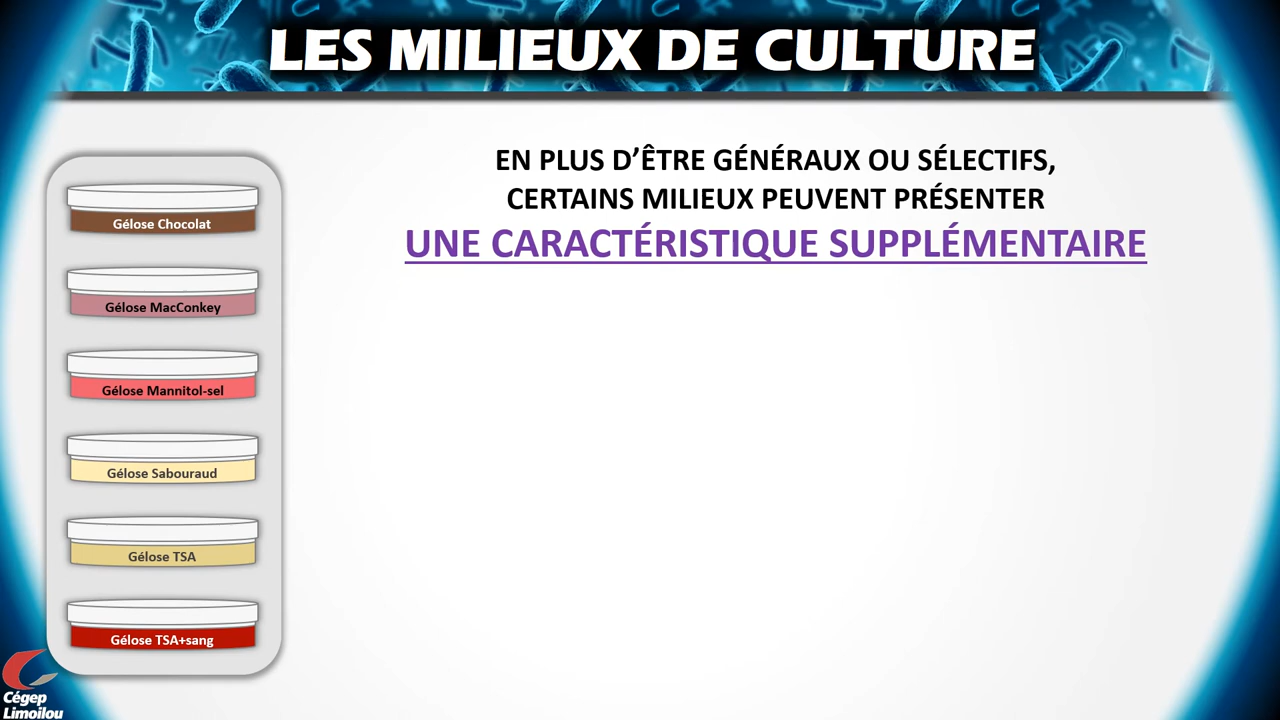 LES MILIEUX DE CULTURE
EN PLUS D’ÊTRE GÉNÉRAUX OU SÉLECTIFS,
CERTAINS MILIEUX PEUVENT PRÉSENTER
UNE CARACTÉRISTIQUE SUPPLÉMENTAIRE
Gélose Chocolat
Gélose MacConkey
Gélose Mannitol-sel
Gélose Sabouraud
Gélose TSA
Gélose TSA+sang
Cégep
Limoilou